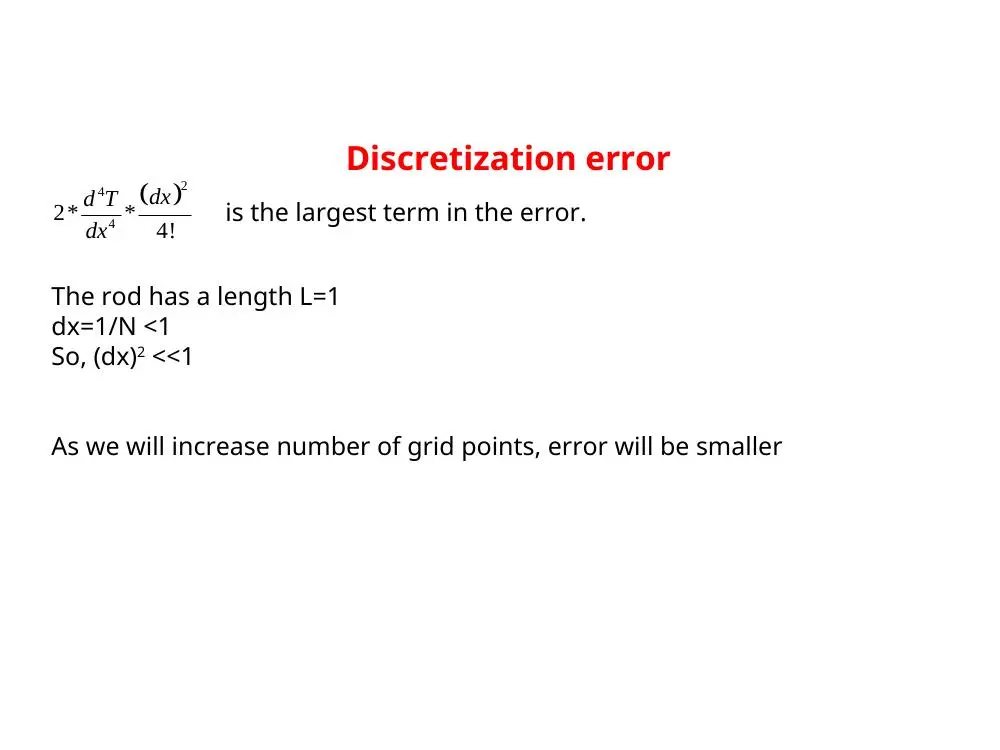 Discretization error
2 * d⁴T/dx⁴ * (dx)²/4! is the largest term in the error.
The rod has a length L=1
dx=1/N <1
So, (dx)² <<1
As we will increase number of grid points, error will be smaller